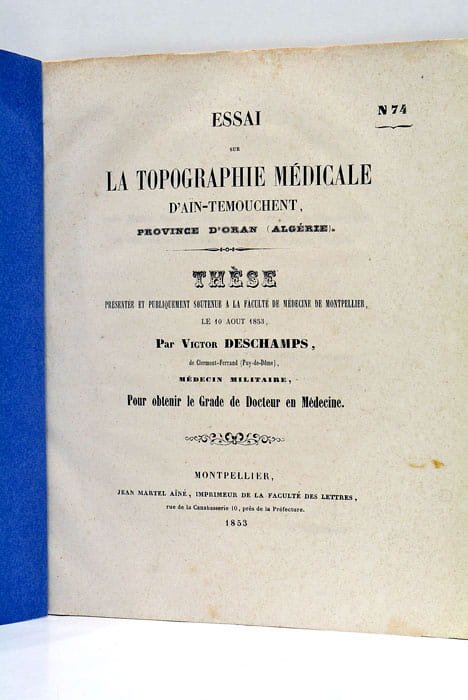 N 74
ESSAI
SUR
LA TOPOGRAPHIE MÉDICALE
D'AÏN-TEMOUCHENT,
PROVINCE D'ORAN (ALGÉRIE).
THÈSE
PRÉSENTÉE ET PUBLIQUEMENT SOUTENUE A LA FACULTÉ DE MÉDECINE DE MONTPELLIER,
LE 10 AOUT 1853,
Par VICTOR DESCHAMPS,
de Clermont-Ferrand (Puy-de-Dôme),
MÉDECIN MILITAIRE,
Pour obtenir le Grade de Docteur en Médecine.
MONTPELLIER,
JEAN MARTEL AÎNÉ, IMPRIMEUR DE LA FACULTÉ DES LETTRES,
rue de la Canabasserie 10, près de la Préfecture.
1853